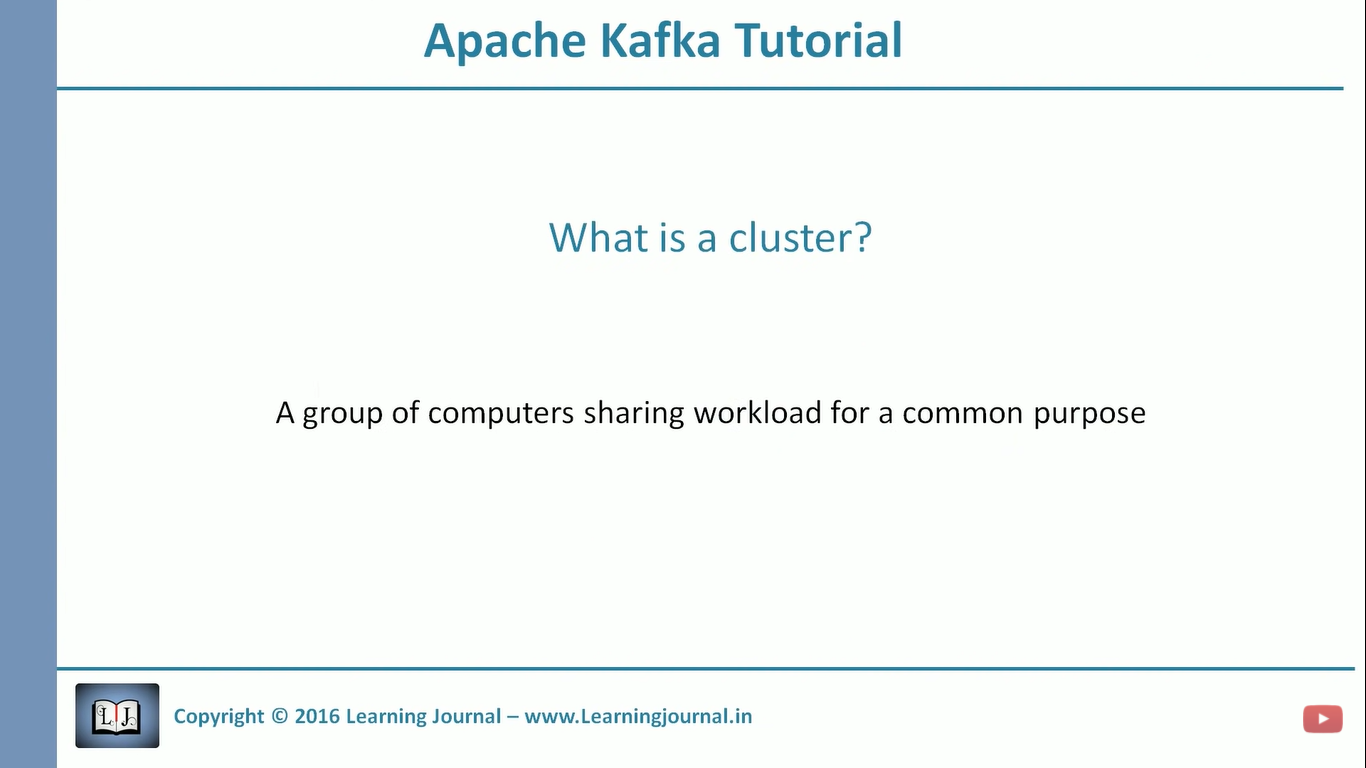 Apache Kafka Tutorial
What is a cluster?
A group of computers sharing workload for a common purpose
LJ
Copyright © 2016 Learning Journal – www.Learningjournal.in